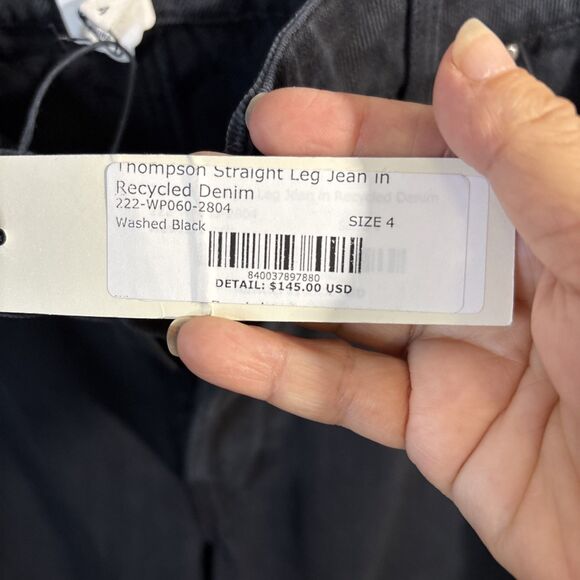 Thompson Straight Leg Jean in
Recycled Denim
222-WP060-2804
Washed Black SIZE 4
840037897880
DETAIL: $145.00 USD